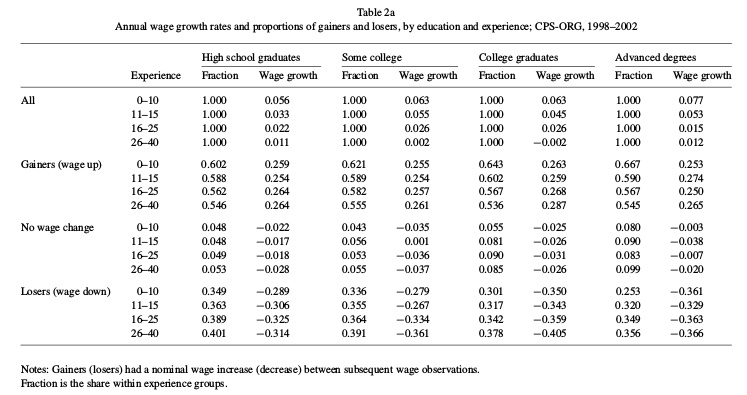 Table 2a
Annual wage growth rates and proportions of gainers and losers, by education and experience; CPS-ORG, 1998–2002
High school graduates Some college College graduates Advanced degrees
Experience Fraction Wage growth Fraction Wage growth Fraction Wage growth Fraction Wage growth
All 0–10 1.000 0.056 1.000 0.063 1.000 0.063 1.000 0.077
11–15 1.000 0.033 1.000 0.055 1.000 0.045 1.000 0.053
16–25 1.000 0.022 1.000 0.026 1.000 0.026 1.000 0.015
26–40 1.000 0.011 1.000 0.002 1.000 −0.002 1.000 0.012
Gainers (wage up) 0–10 0.602 0.259 0.621 0.255 0.643 0.263 0.667 0.253
11–15 0.588 0.254 0.589 0.254 0.602 0.259 0.590 0.274
16–25 0.562 0.264 0.582 0.257 0.567 0.268 0.567 0.250
26–40 0.546 0.264 0.555 0.261 0.536 0.287 0.545 0.265
No wage change 0–10 0.048 −0.022 0.043 −0.035 0.055 −0.025 0.080 −0.003
11–15 0.048 −0.017 0.056 0.001 0.081 −0.026 0.090 −0.038
16–25 0.049 −0.018 0.053 −0.036 0.090 −0.031 0.083 −0.007
26–40 0.053 −0.028 0.055 −0.037 0.085 −0.026 0.099 −0.020
Losers (wage down) 0–10 0.349 −0.289 0.336 −0.279 0.301 −0.350 0.253 −0.361
11–15 0.363 −0.306 0.355 −0.267 0.317 −0.343 0.320 −0.329
16–25 0.389 −0.325 0.364 −0.334 0.342 −0.359 0.349 −0.363
26–40 0.401 −0.314 0.391 −0.361 0.378 −0.405 0.356 −0.366
Notes: Gainers (losers) had a nominal wage increase (decrease) between subsequent wage observations.
Fraction is the share within experience groups.